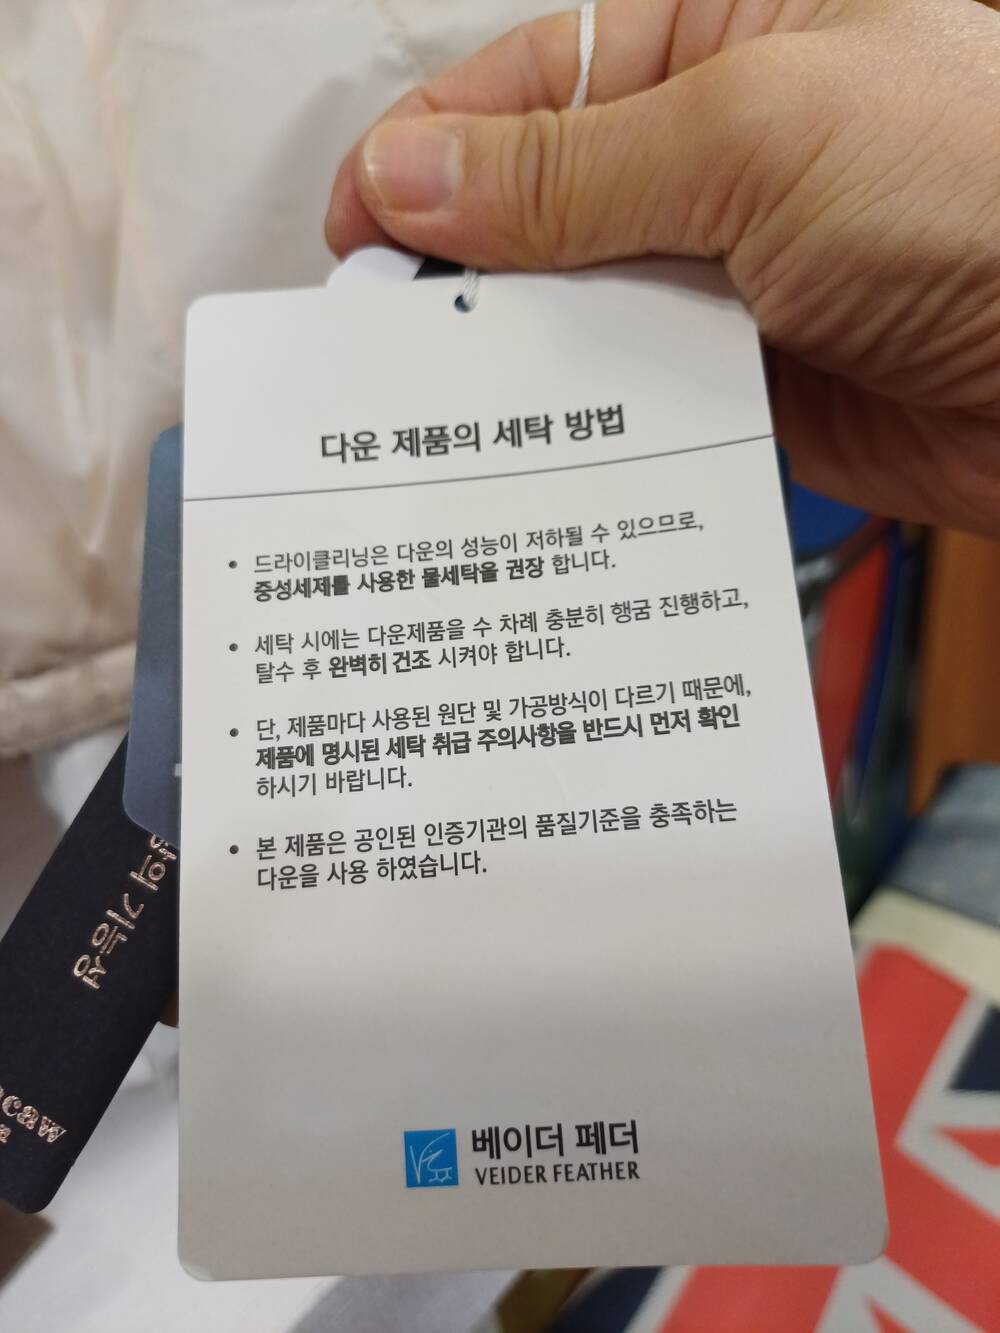 다운 제품의 세탁 방법
• 드라이클리닝은 다운의 성능이 저하될 수 있으므로,
중성세제를 사용한 물세탁을 권장 합니다.
• 세탁 시에는 다운제품을 수 차례 충분히 헹굼 진행하고,
탈수 후 완벽히 건조 시켜야 합니다.
• 단, 제품마다 사용된 원단 및 가공방식이 다르기 때문에,
제품에 명시된 세탁 취급 주의사항을 반드시 먼저 확인
하시기 바랍니다.
• 본 제품은 공인된 인증기관의 품질기준을 충족하는
다운을 사용 하였습니다.
베이더 페더
VEIDER FEATHER
기능성